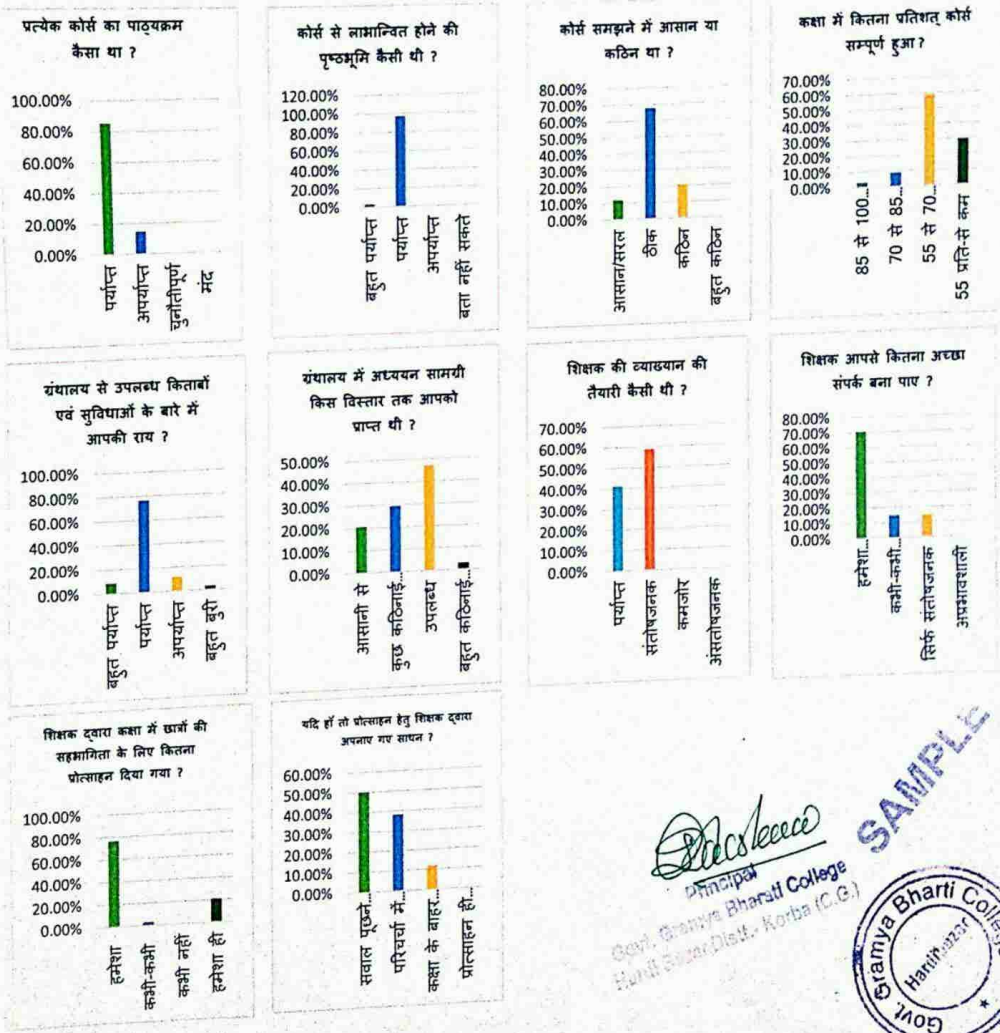 प्रत्येक कोर्स का पाठ्यक्रम
कैसा था ?
100.00%
80.00%
60.00%
40.00%
20.00%
0.00%
पर्याप्त
अपर्याप्त
चुनौतीपूर्ण
मंद
कोर्स से लाभान्वित होने की
पृष्ठभूमि कैसी थी ?
120.00%
100.00%
80.00%
60.00%
40.00%
20.00%
0.00%
बहुत पर्याप्त
पर्याप्त
अपर्याप्त
बता नहीं सकते
कोर्स समझने में आसान या
कठिन था ?
80.00%
70.00%
60.00%
50.00%
40.00%
30.00%
20.00%
10.00%
0.00%
आसान/सरल
ठीक
कठिन
बहुत कठिन
कक्षा में कितना प्रतिशत् कोर्स
सम्पूर्ण हुआ ?
70.00%
60.00%
50.00%
40.00%
30.00%
20.00%
10.00%
0.00%
85 से 100...
70 से 85...
55 से 70...
55 प्रति-से कम
ग्रंथालय से उपलब्ध किताबों
एवं सुविधाओं के बारे में
आपकी राय ?
100.00%
80.00%
60.00%
40.00%
20.00%
0.00%
बहुत पर्याप्त
पर्याप्त
अपर्याप्त
बहुत बुरी
ग्रंथालय में अध्ययन सामग्री
किस विस्तार तक आपको
प्राप्त थी ?
50.00%
40.00%
30.00%
20.00%
10.00%
0.00%
आसानी से
कुछ कठिनाई...
उपलब्ध
बहुत कठिनाई...
शिक्षक की व्याख्यान की
तैयारी कैसी थी ?
70.00%
60.00%
50.00%
40.00%
30.00%
20.00%
10.00%
0.00%
पर्याप्त
संतोषजनक
कमजोर
असंतोषजनक
शिक्षक आपसे कितना अच्छा
संपर्क बना पाए ?
80.00%
70.00%
60.00%
50.00%
40.00%
30.00%
20.00%
10.00%
0.00%
हमेशा...
कभी-कभी...
सिर्फ संतोषजनक
अप्रभावशाली
शिक्षक द्वारा कक्षा में छात्रों की
सहभागिता के लिए कितना
प्रोत्साहन दिया गया ?
100.00%
80.00%
60.00%
40.00%
20.00%
0.00%
हमेशा
कभी-कभी
कभी नहीं
हमेशा ही
यदि हाँ तो प्रोत्साहन हेतु शिक्षक द्वारा
अपनाए गए साधन ?
60.00%
50.00%
40.00%
30.00%
20.00%
10.00%
0.00%
सवाल पूछने...
परिचर्चा में...
कक्षा के बाहर...
प्रोत्साहन ही...
SAMPLE
Principal
Govt. Gramya Bharati College
Hardi Bazar Distt.- Korba (C.G.)
Govt. Gramya Bharti
Hardibazar